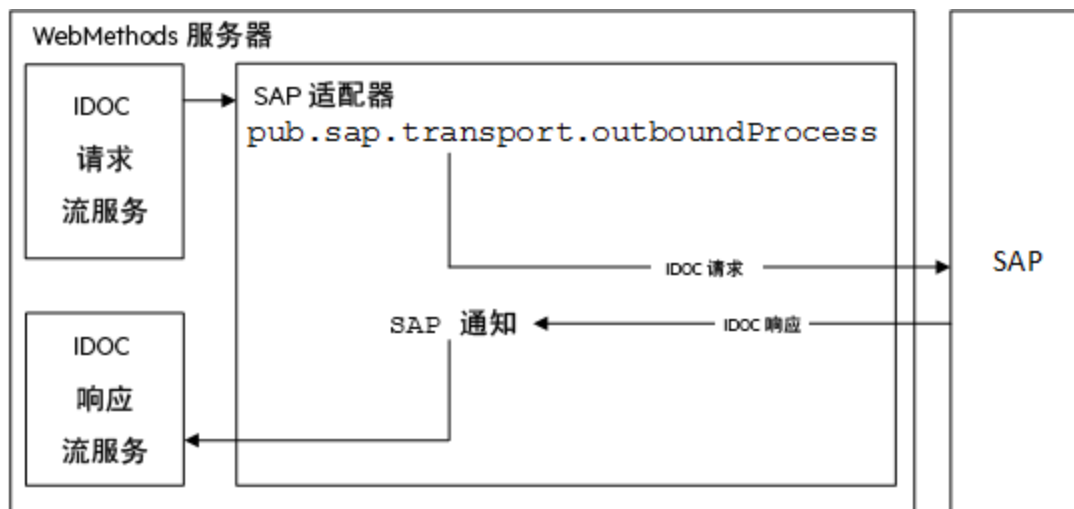 WebMethods 服务器
IDOC
请求
流服务
SAP 适配器
pub.sap.transport.outboundProcess
IDOC 请求
SAP
SAP 通知
IDOC 响应
IDOC
响应
流服务